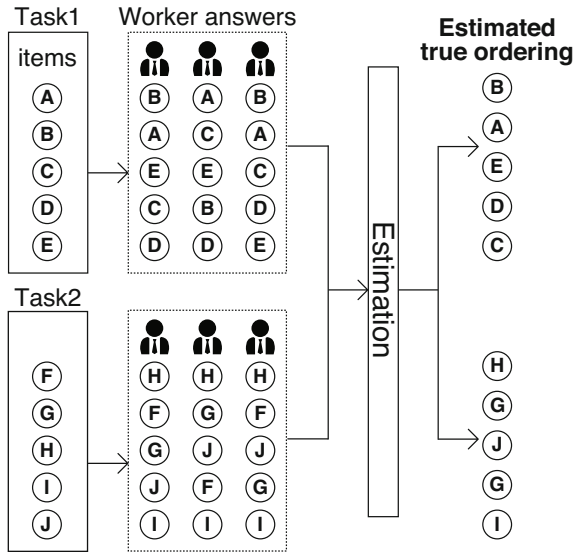 Task1
Worker answers
Estimated
true ordering
items
A
B
C
D
E
B A B
A C A
E E C
C B D
D D E
B
A
E
D
C
Estimation
Task2
F
G
H
I
J
H H H
F G F
G J J
J F G
I I I
H
G
J
G
I